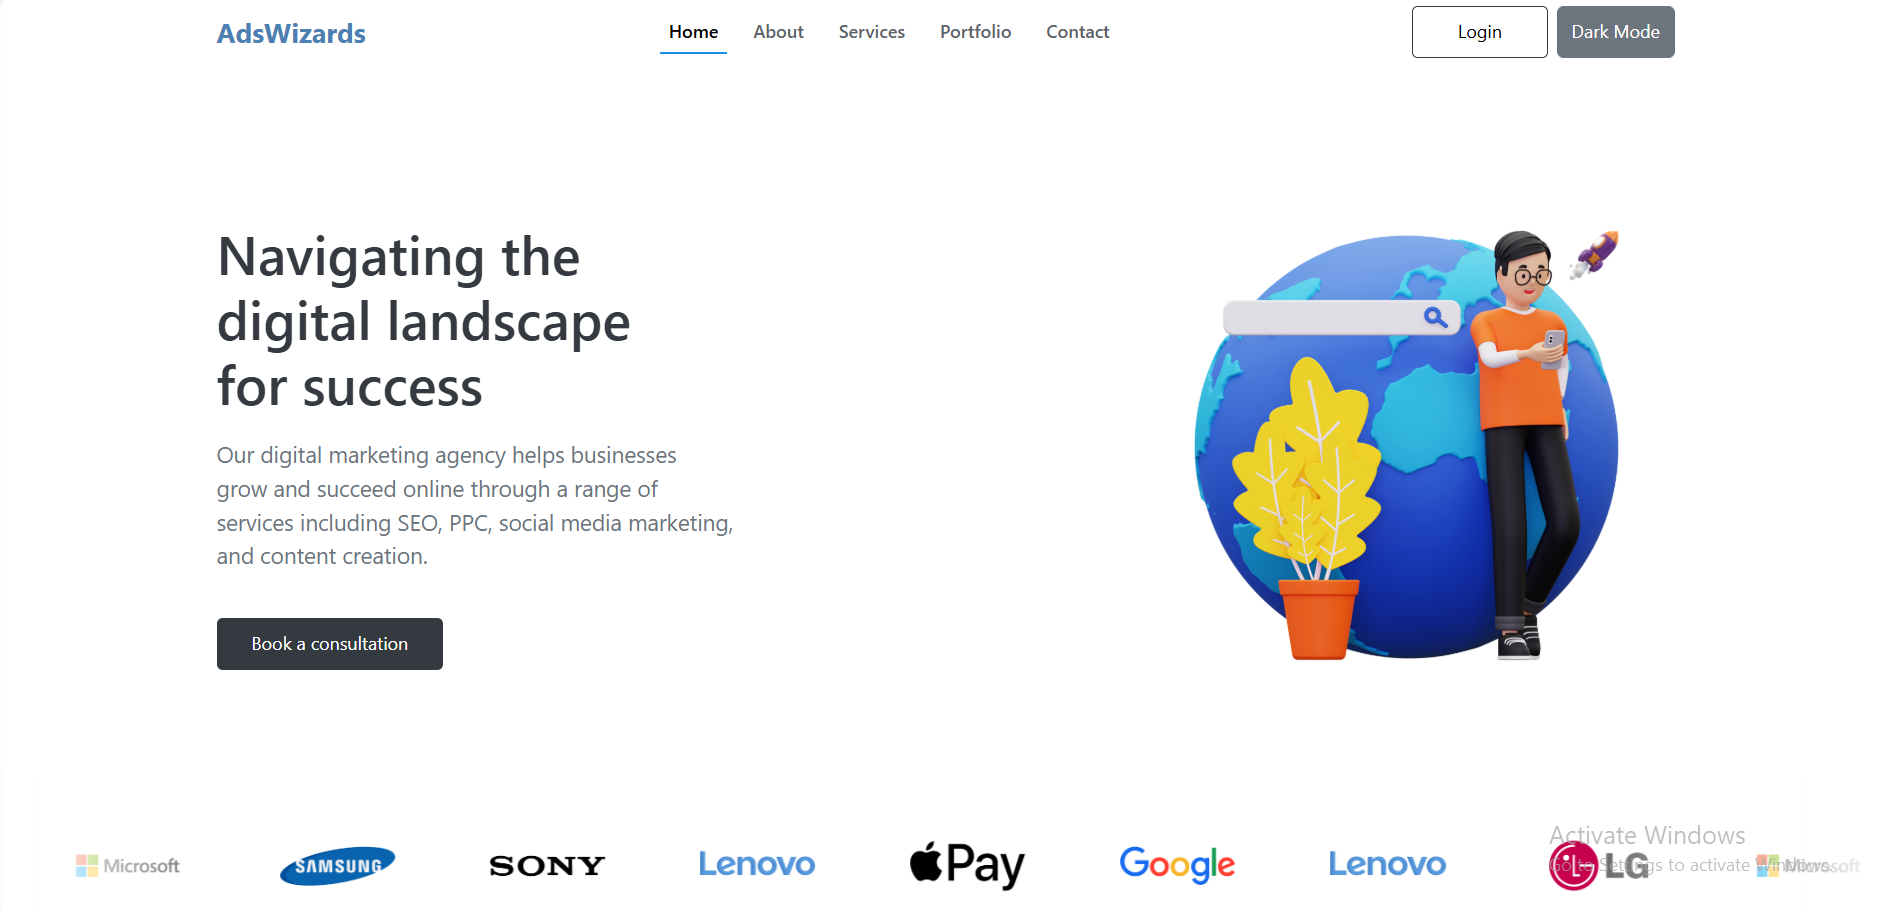 AdsWizards
Home
About
Services
Portfolio
Contact
Login
Dark Mode
Navigating the
digital landscape
for success
Our digital marketing agency helps businesses
grow and succeed online through a range of
services including SEO, PPC, social media marketing,
and content creation.
Book a consultation
Activate Windows
Go to Settings to activate Windows.
Microsoft
SAMSUNG
SONY
Lenovo
Pay
Google
Lenovo
LG
Microsoft